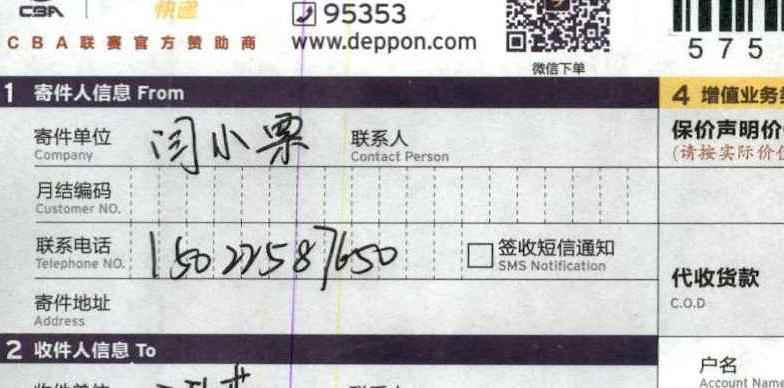 CBA
快递
95353
CBA联赛官方赞助商
www.deppon.com
微信下单
575
1 寄件人信息 From
4 增值业务
寄件单位 闫小栗 联系人
Company Contact Person
保价声明价
(请按实际价
月结编码
Customer NO.
联系电话 15022587650 签收短信通知
Telephone NO. SMS Notification
代收货款
C.O.D
寄件地址
Address
2 收件人信息 To
户名
Account Name